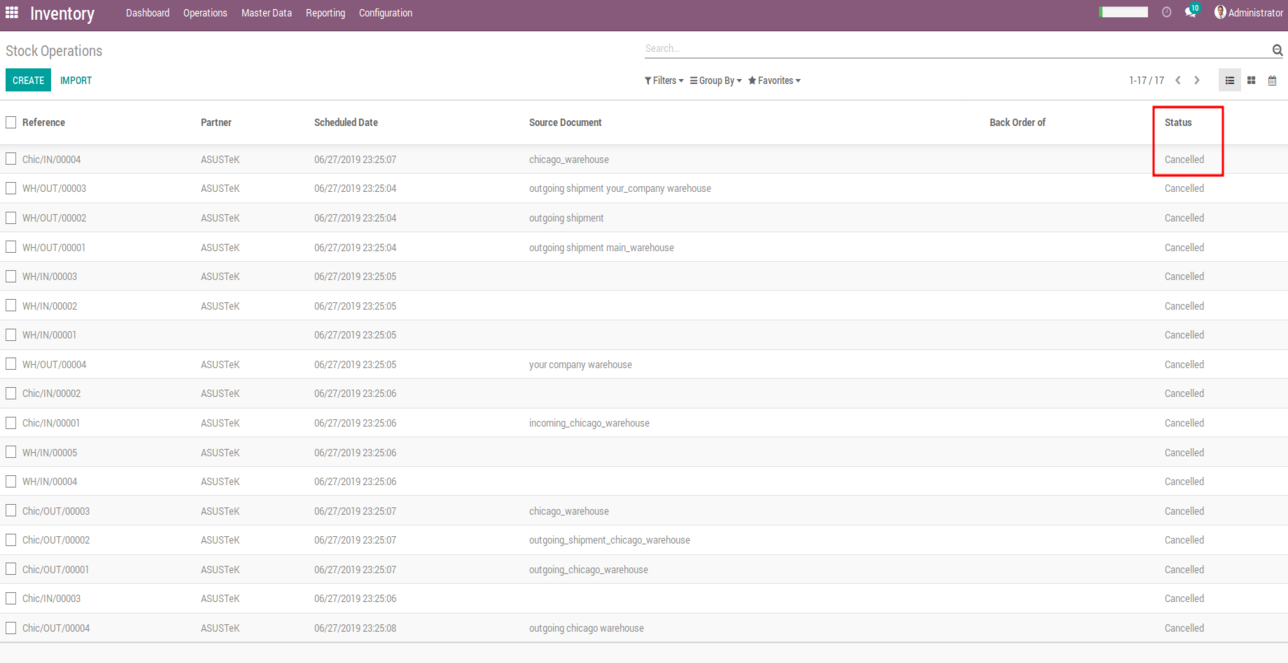 Inventory Dashboard Operations Master Data Reporting Configuration 10 Administrator
Stock Operations Search...
CREATE IMPORT Filters Group By Favorites 1-17 / 17
Reference Partner Scheduled Date Source Document Back Order of Status
Chic/IN/00004 ASUSTeK 06/27/2019 23:25:07 chicago_warehouse Cancelled
WH/OUT/00003 ASUSTeK 06/27/2019 23:25:04 outgoing shipment your_company warehouse Cancelled
WH/OUT/00002 ASUSTeK 06/27/2019 23:25:04 outgoing shipment Cancelled
WH/OUT/00001 ASUSTeK 06/27/2019 23:25:04 outgoing shipment main_warehouse Cancelled
WH/IN/00003 ASUSTeK 06/27/2019 23:25:05 Cancelled
WH/IN/00002 ASUSTeK 06/27/2019 23:25:05 Cancelled
WH/IN/00001 06/27/2019 23:25:05 Cancelled
WH/OUT/00004 ASUSTeK 06/27/2019 23:25:05 your company warehouse Cancelled
Chic/IN/00002 ASUSTeK 06/27/2019 23:25:06 Cancelled
Chic/IN/00001 ASUSTeK 06/27/2019 23:25:06 incoming_chicago_warehouse Cancelled
WH/IN/00005 ASUSTeK 06/27/2019 23:25:06 Cancelled
WH/IN/00004 ASUSTeK 06/27/2019 23:25:06 Cancelled
Chic/OUT/00003 ASUSTeK 06/27/2019 23:25:07 chicago_warehouse Cancelled
Chic/OUT/00002 ASUSTeK 06/27/2019 23:25:07 outgoing_shipment_chicago_warehouse Cancelled
Chic/OUT/00001 ASUSTeK 06/27/2019 23:25:07 outgoing_chicago_warehouse Cancelled
Chic/IN/00003 ASUSTeK 06/27/2019 23:25:06 Cancelled
Chic/OUT/00004 ASUSTeK 06/27/2019 23:25:08 outgoing chicago warehouse Cancelled